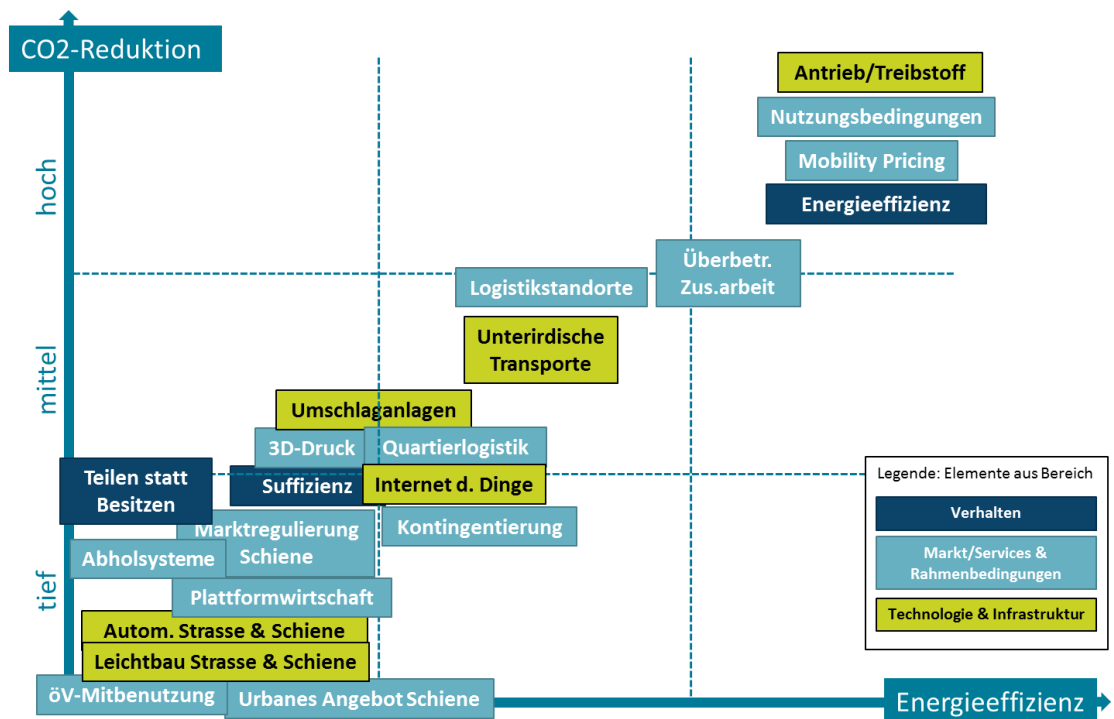 CO2-Reduktion
Antrieb/Treibstoff
Nutzungsbedingungen
Mobility Pricing
Energieeffizienz
hoch
Überbetr.
Zus.arbeit
Logistikstandorte
Unterirdische
Transporte
mittel
Umschlaganlagen
3D-Druck
Quartierlogistik
Teilen statt
Besitzen
Suffizienz
Internet d. Dinge
Marktregulierung
Schiene
Kontingentierung
Abholsysteme
tief
Plattformwirtschaft
Autom. Strasse & Schiene
Leichtbau Strasse & Schiene
öV-Mitbenutzung
Urbanes Angebot Schiene
Energieeffizienz
Legende: Elemente aus Bereich
Verhalten
Markt/Services &
Rahmenbedingungen
Technologie & Infrastruktur